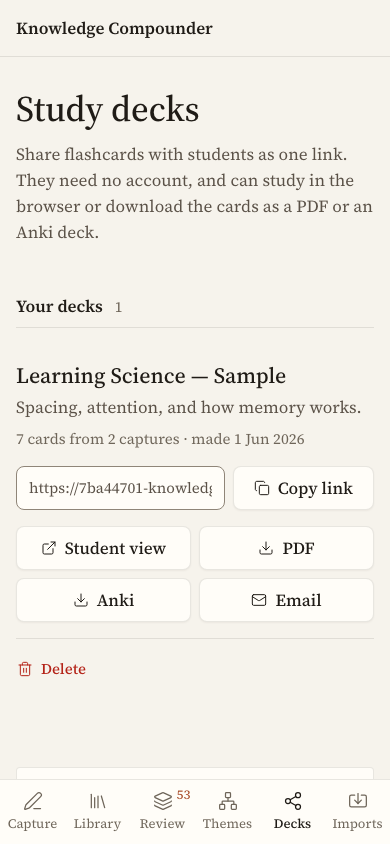 Knowledge Compounder
Study decks
Share flashcards with students as one link.
They need no account, and can study in the
browser or download the cards as a PDF or an
Anki deck.
Your decks 1
Learning Science — Sample
Spacing, attention, and how memory works.
7 cards from 2 captures · made 1 Jun 2026
https://7ba44701-knowledg
Copy link
Student view
PDF
Anki
Email
Delete
53
Capture Library Review Themes Decks Imports